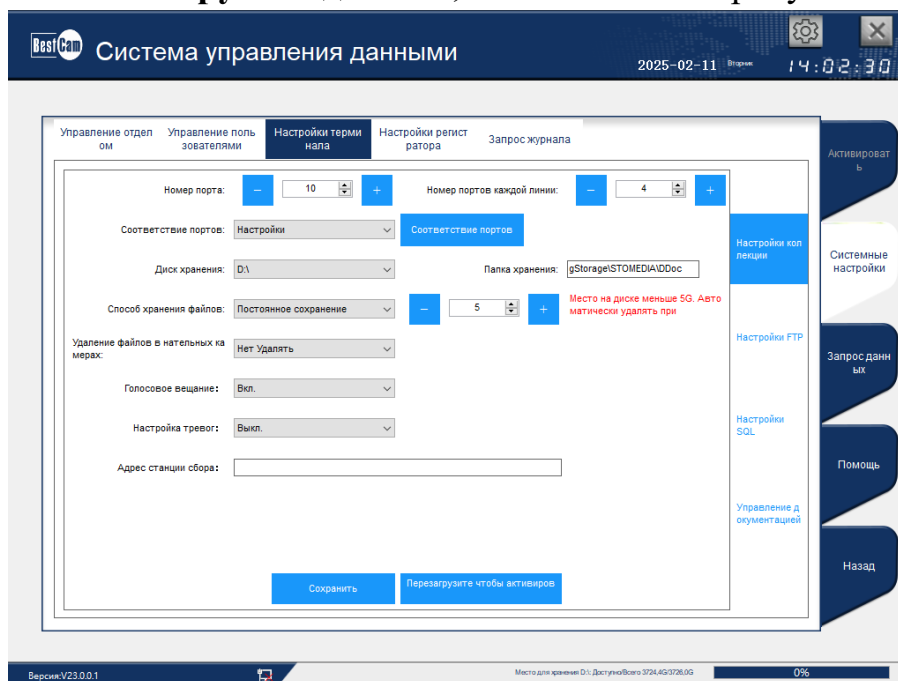 BestCam Система управления данными
2025-02-11 Вторник 14:02:30
Управление отдел
ом
Управление поль
зователями
Настройки терми
нала
Настройки регист
ратора
Запрос журнала
Номер порта: − 10 + Номер портов каждой линии: − 4 +
Соответствие портов: Настройки Соответствие портов
Диск хранения: D:\ Папка хранения: gStorage\STOMEDIA\DDoc
Способ хранения файлов: Постоянное сохранение − 5 +
Место на диске меньше 5G. Авто
матически удалять при
Удаление файлов в нательных ка
мерах:
Нет Удалять
Голосовое вещание: Вкл.
Настройка тревог: Выкл.
Адрес станции сбора:
Сохранить
Перезагрузите чтобы активиров
Настройки кол
лекции
Настройки FTP
Настройки
SQL
Управление д
окументацией
Активироват
ь
Системные
настройки
Запрос данн
ых
Помощь
Назад
Версия:V23.0.0.1
Место для хранения D:\: Доступно/Всего 3724,4G/3726,0G
0%